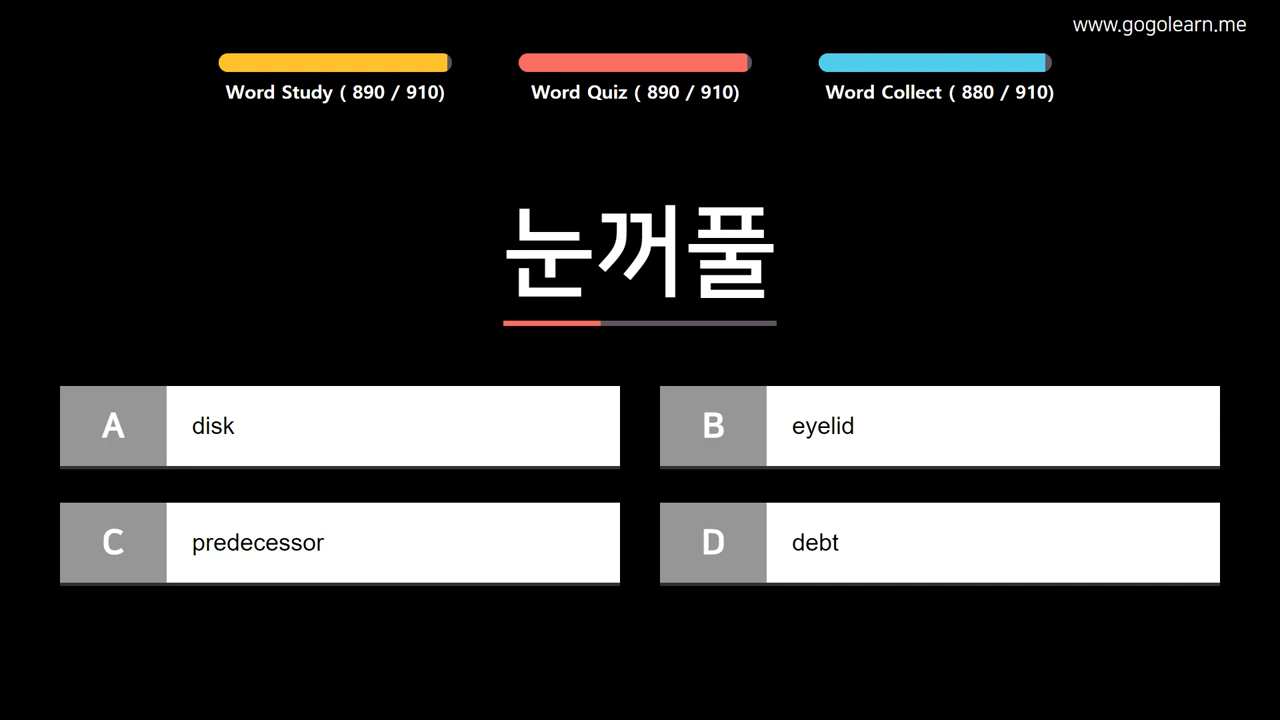 www.gogolearn.me
Word Study ( 890 / 910)
Word Quiz ( 890 / 910)
Word Collect ( 880 / 910)
눈꺼풀
A disk
B eyelid
C predecessor
D debt